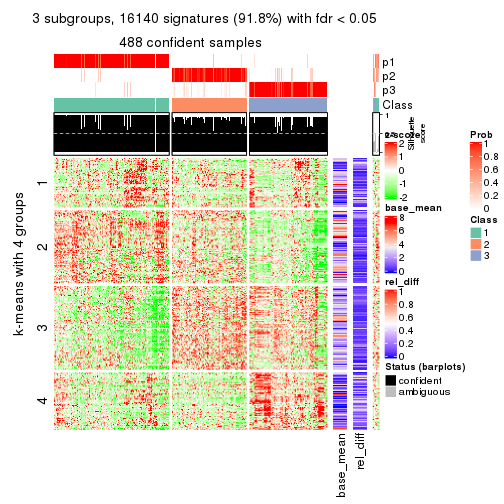 3 subgroups, 16140 signatures (91.8%) with fdr < 0.05
488 confident samples
p1
p2
p3
Class
1
Silhouette
score
z-score
2
1
0
-1
-2
Prob
1
0.8
0.6
0.4
0.2
0
base_mean
8
6
4
2
0
Class
1
2
3
rel_diff
1
0.8
0.6
0.4
0.2
0
Status (barplots)
confident
ambiguous
k-means with 4 groups
1
2
3
4
base_mean
rel_diff